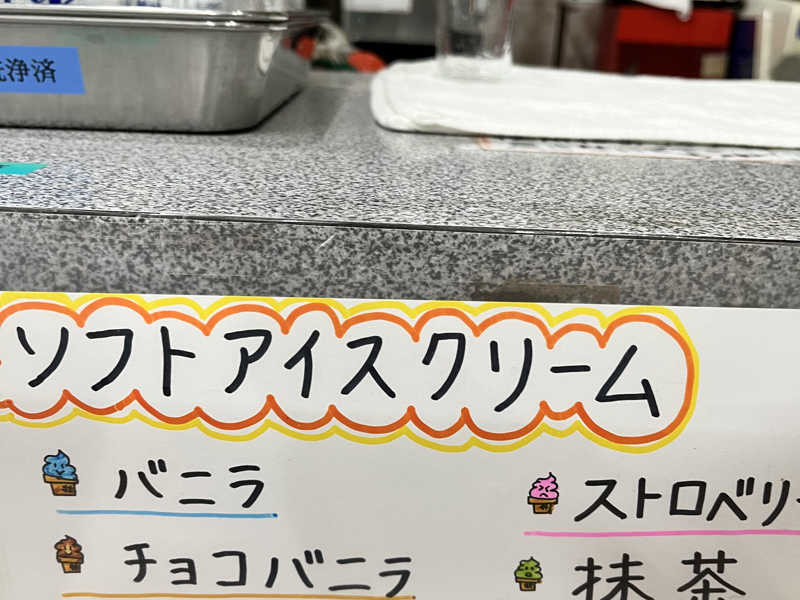 洗浄済
ソフトアイスクリーム
バニラ
ストロベリー
チョコバニラ
抹茶